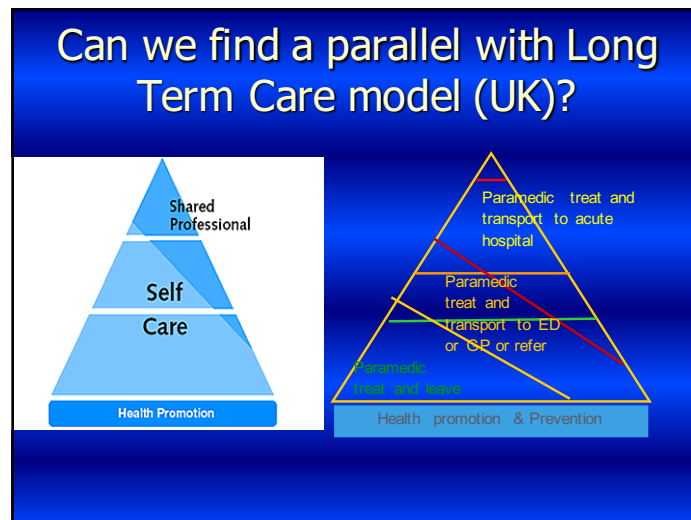 Can we find a parallel with Long
Term Care model (UK)?
Shared
Professional
Self
Care
Health Promotion
Paramedic treat and
transport to acute
hospital
Paramedic
treat and
transport to ED
or GP or refer
Paramedic
treat and leave
Health promotion & Prevention